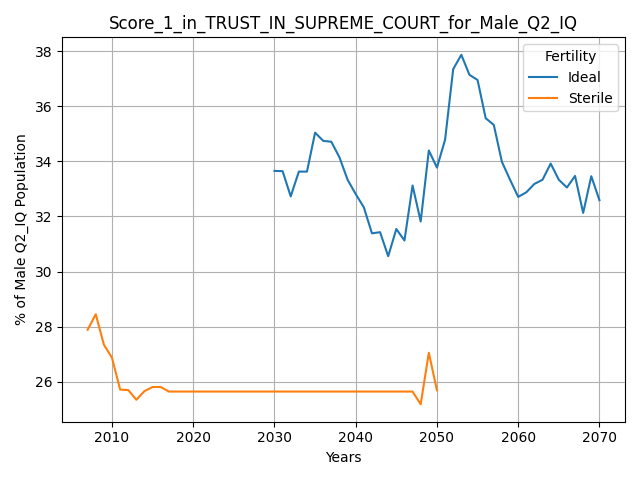 Score_1_in_TRUST_IN_SUPREME_COURT_for_Male_Q2_IQ
Fertility
Ideal
Sterile
% of Male Q2_IQ Population
38
36
34
32
30
28
26
2010
2020
2030
2040
2050
2060
2070
Years